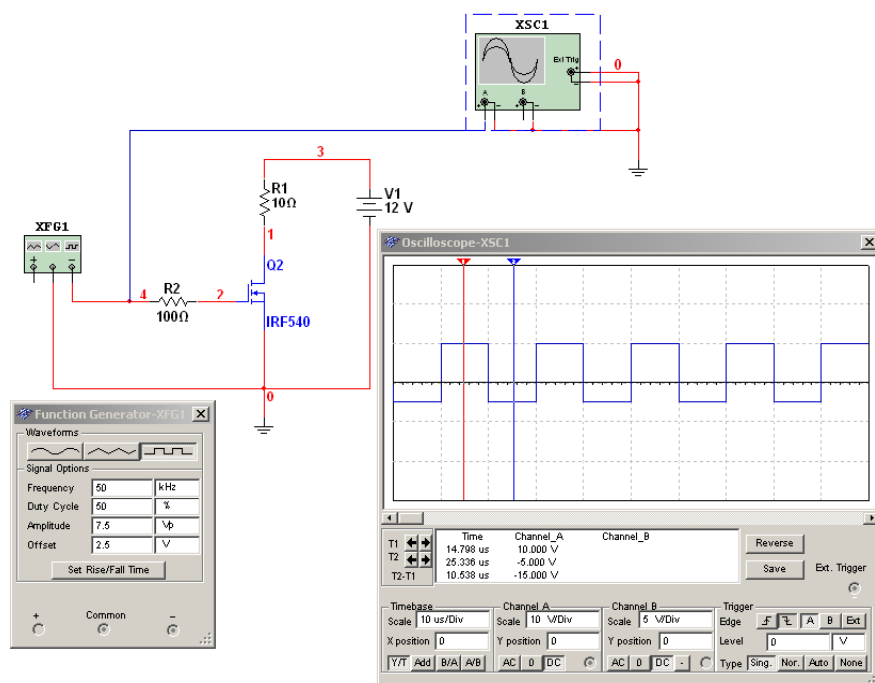 XSC1
Ext Trig
+
-
A
B
+ - + -
0
3
R1
10Ω
V1
12 V
1
XFG1
+ -
Q2
4
R2
2
100Ω
IRF540
0
Oscilloscope-XSC1
1 2
Function Generator-XFG1
Waveforms
Signal Options
Frequency 50 kHz
Duty Cycle 50 %
Amplitude 7.5 Vp
Offset 2.5 V
Set Rise/Fall Time
+ Common -
Time Channel_A Channel_B
T1 14.798 us 10.000 V
T2 25.336 us -5.000 V
T2-T1 10.538 us -15.000 V
Reverse
Save
Ext. Trigger
Timebase Channel A Channel B Trigger
Scale 10 us/Div Scale 10 V/Div Scale 5 V/Div Edge A B Ext
X position 0 Y position 0 Y position 0 Level 0 V
Y/T Add B/A A/B AC 0 DC AC 0 DC - Type Sing. Nor. Auto None